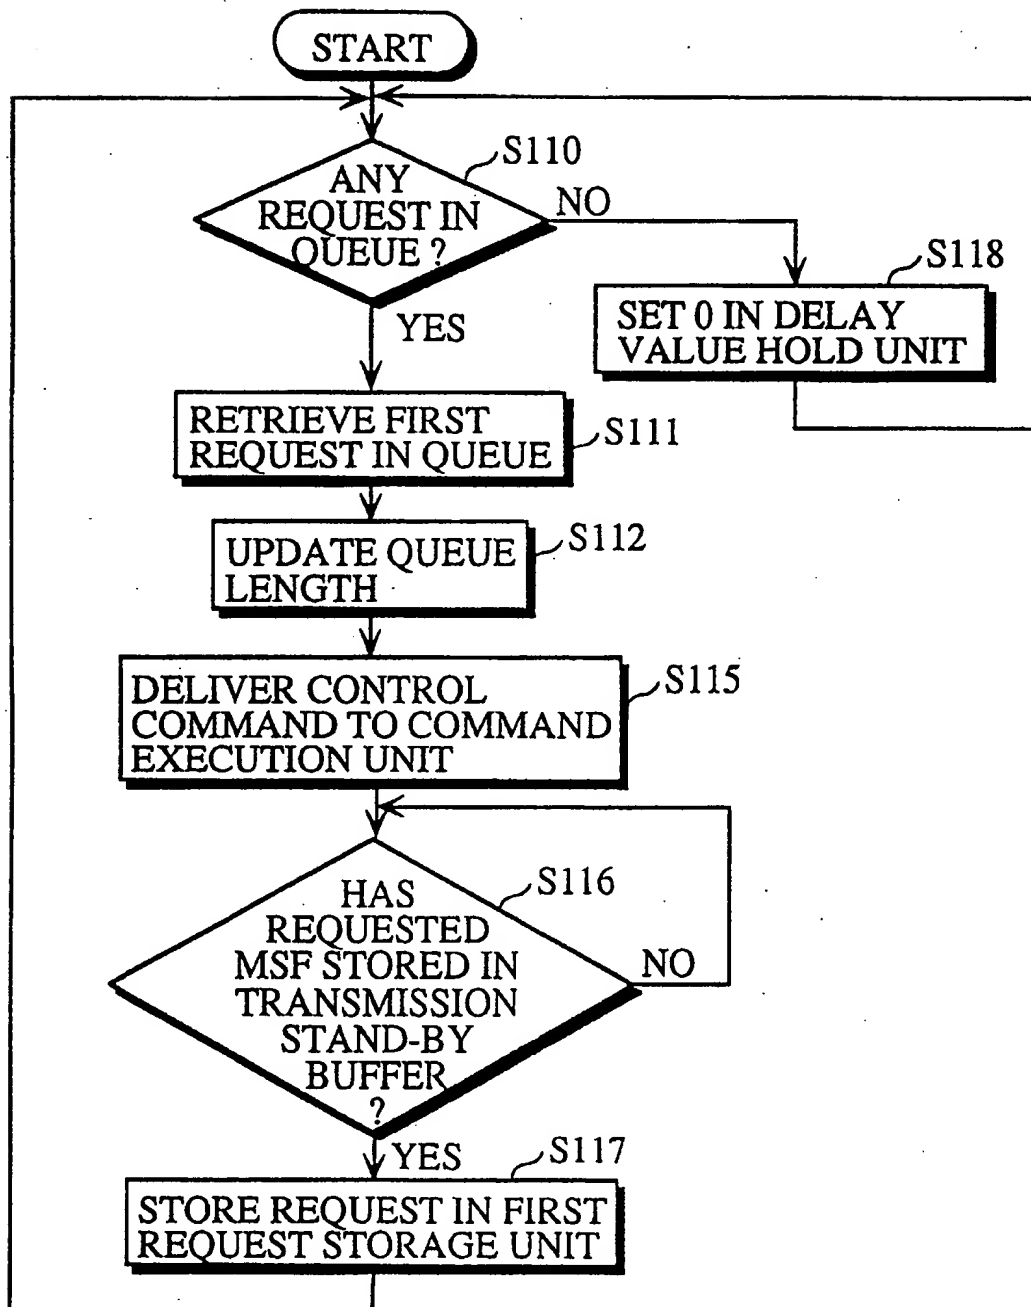 START
S110
ANY
REQUEST IN
QUEUE ?
NO
S118
SET 0 IN DELAY
VALUE HOLD UNIT
YES
RETRIEVE FIRST
REQUEST IN QUEUE
S111
UPDATE QUEUE
LENGTH
S112
DELIVER CONTROL
COMMAND TO COMMAND
EXECUTION UNIT
S115
S116
HAS
REQUESTED
MSF STORED IN
TRANSMISSION
STAND-BY
BUFFER
?
NO
YES
S117
STORE REQUEST IN FIRST
REQUEST STORAGE UNIT